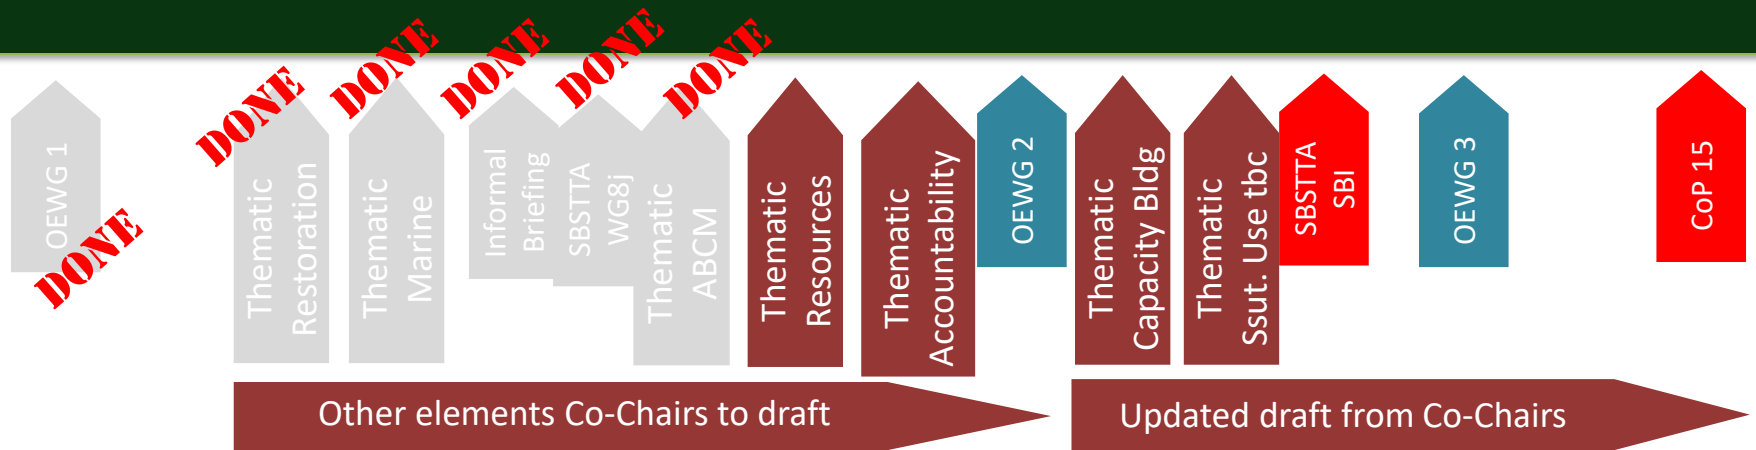 DONE
DONE
DONE
DONE
DONE
DONE
OEWG 1
Thematic
Restoration
Thematic
Marine
Informal
Briefing
SBSTTA
WG8j
Thematic
ABCM
Thematic
Resources
Thematic
Accountability
OEWG 2
Thematic
Capacity Bldg
Thematic
Ssut. Use tbc
SBSTTA
SBI
OEWG 3
CoP 15
Other elements Co-Chairs to draft
Updated draft from Co-Chairs